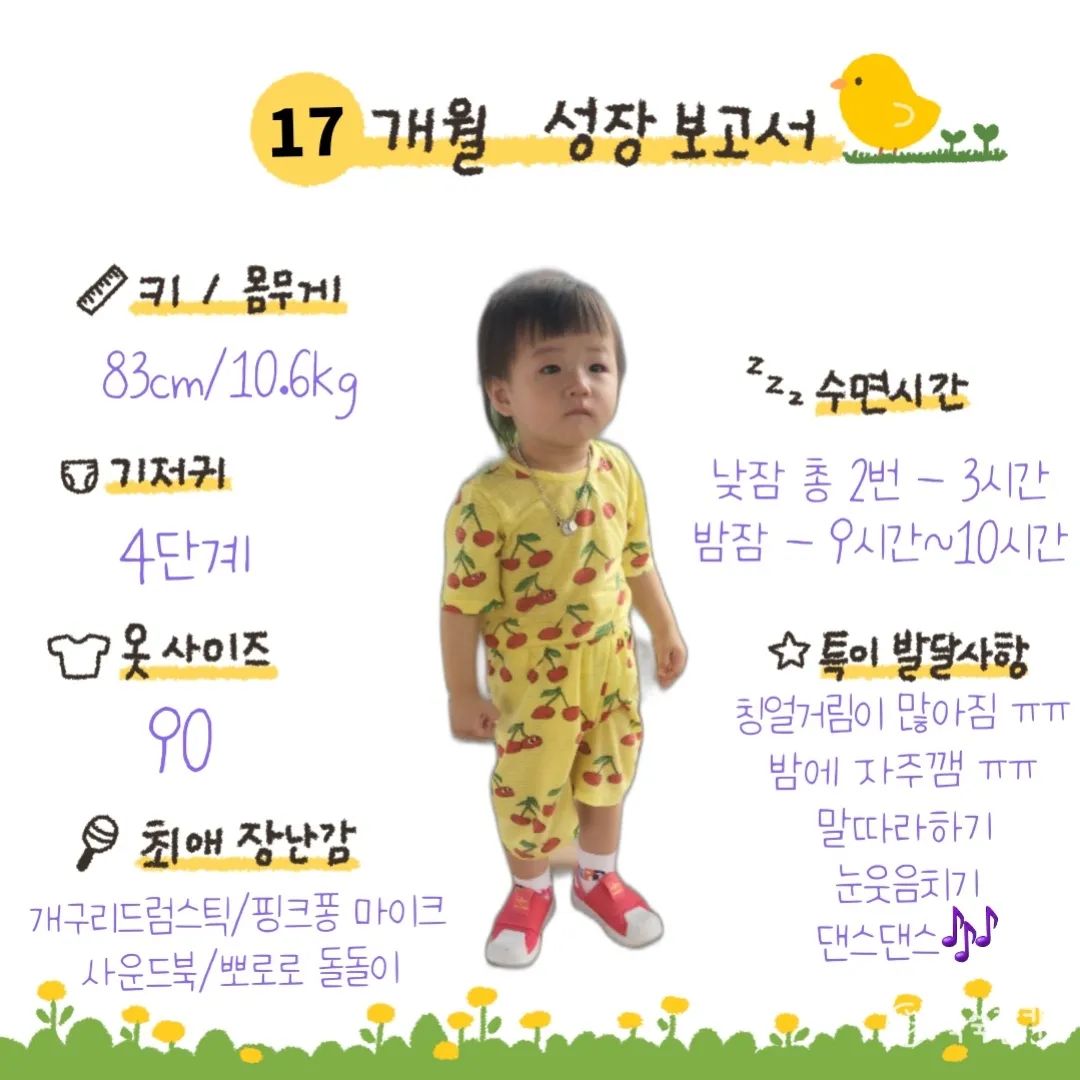 17개월 성장 보고서
키 / 몸무게
83cm/10.6kg
기저귀
4단계
옷 사이즈
90
최애 장난감
개구리드럼스틱/핑크퐁 마이크
사운드북/뽀로로 돌돌이
zzz 수면시간
낮잠 총 2번 - 3시간
밤잠 - 9시간~10시간
특이 발달사항
칭얼거림이 많아짐 ㅠㅠ
밤에 자주깸 ㅠㅠ
말따라하기
눈웃음치기
댄스댄스🎶